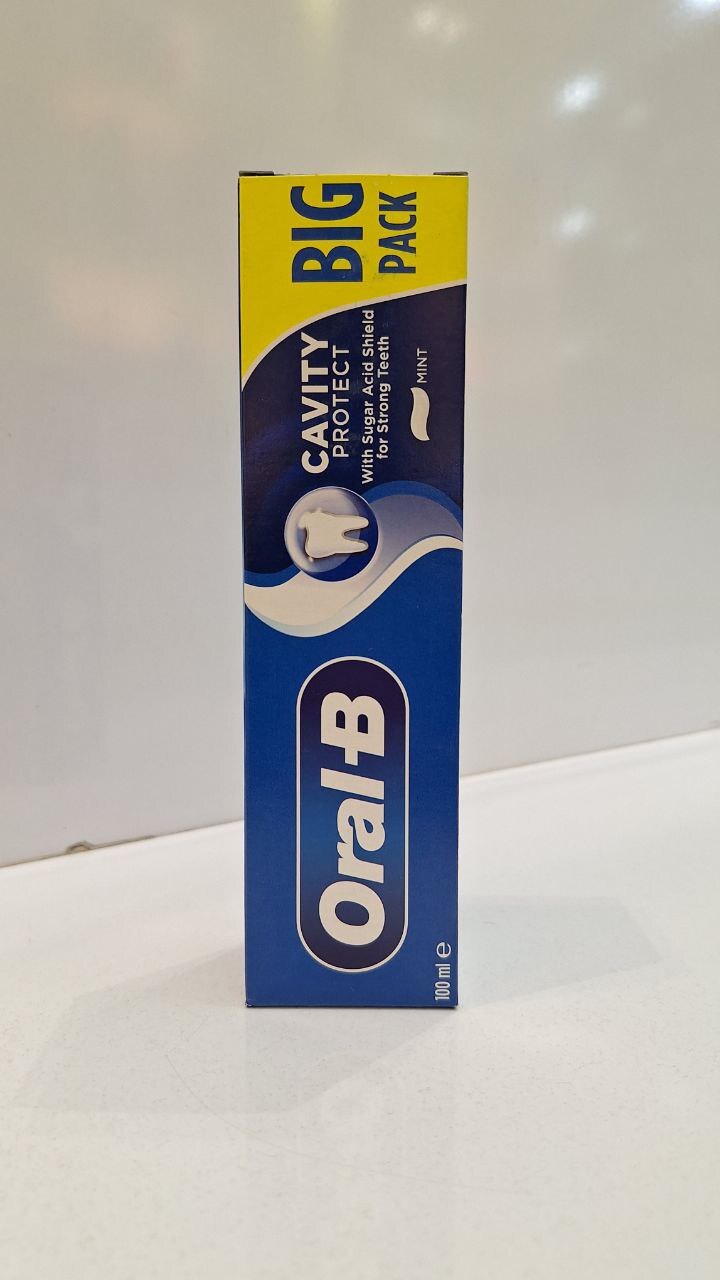 Oral-B
CAVITY
PROTECT
With Sugar Acid Shield
for Strong Teeth
MINT
BIG
PACK
100 ml ℮